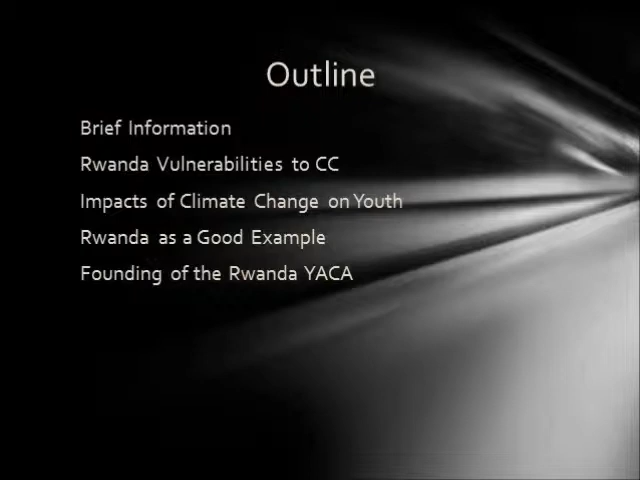 Outline
Brief Information
Rwanda Vulnerabilities to CC
Impacts of Climate Change on Youth
Rwanda as a Good Example
Founding of the Rwanda YACA